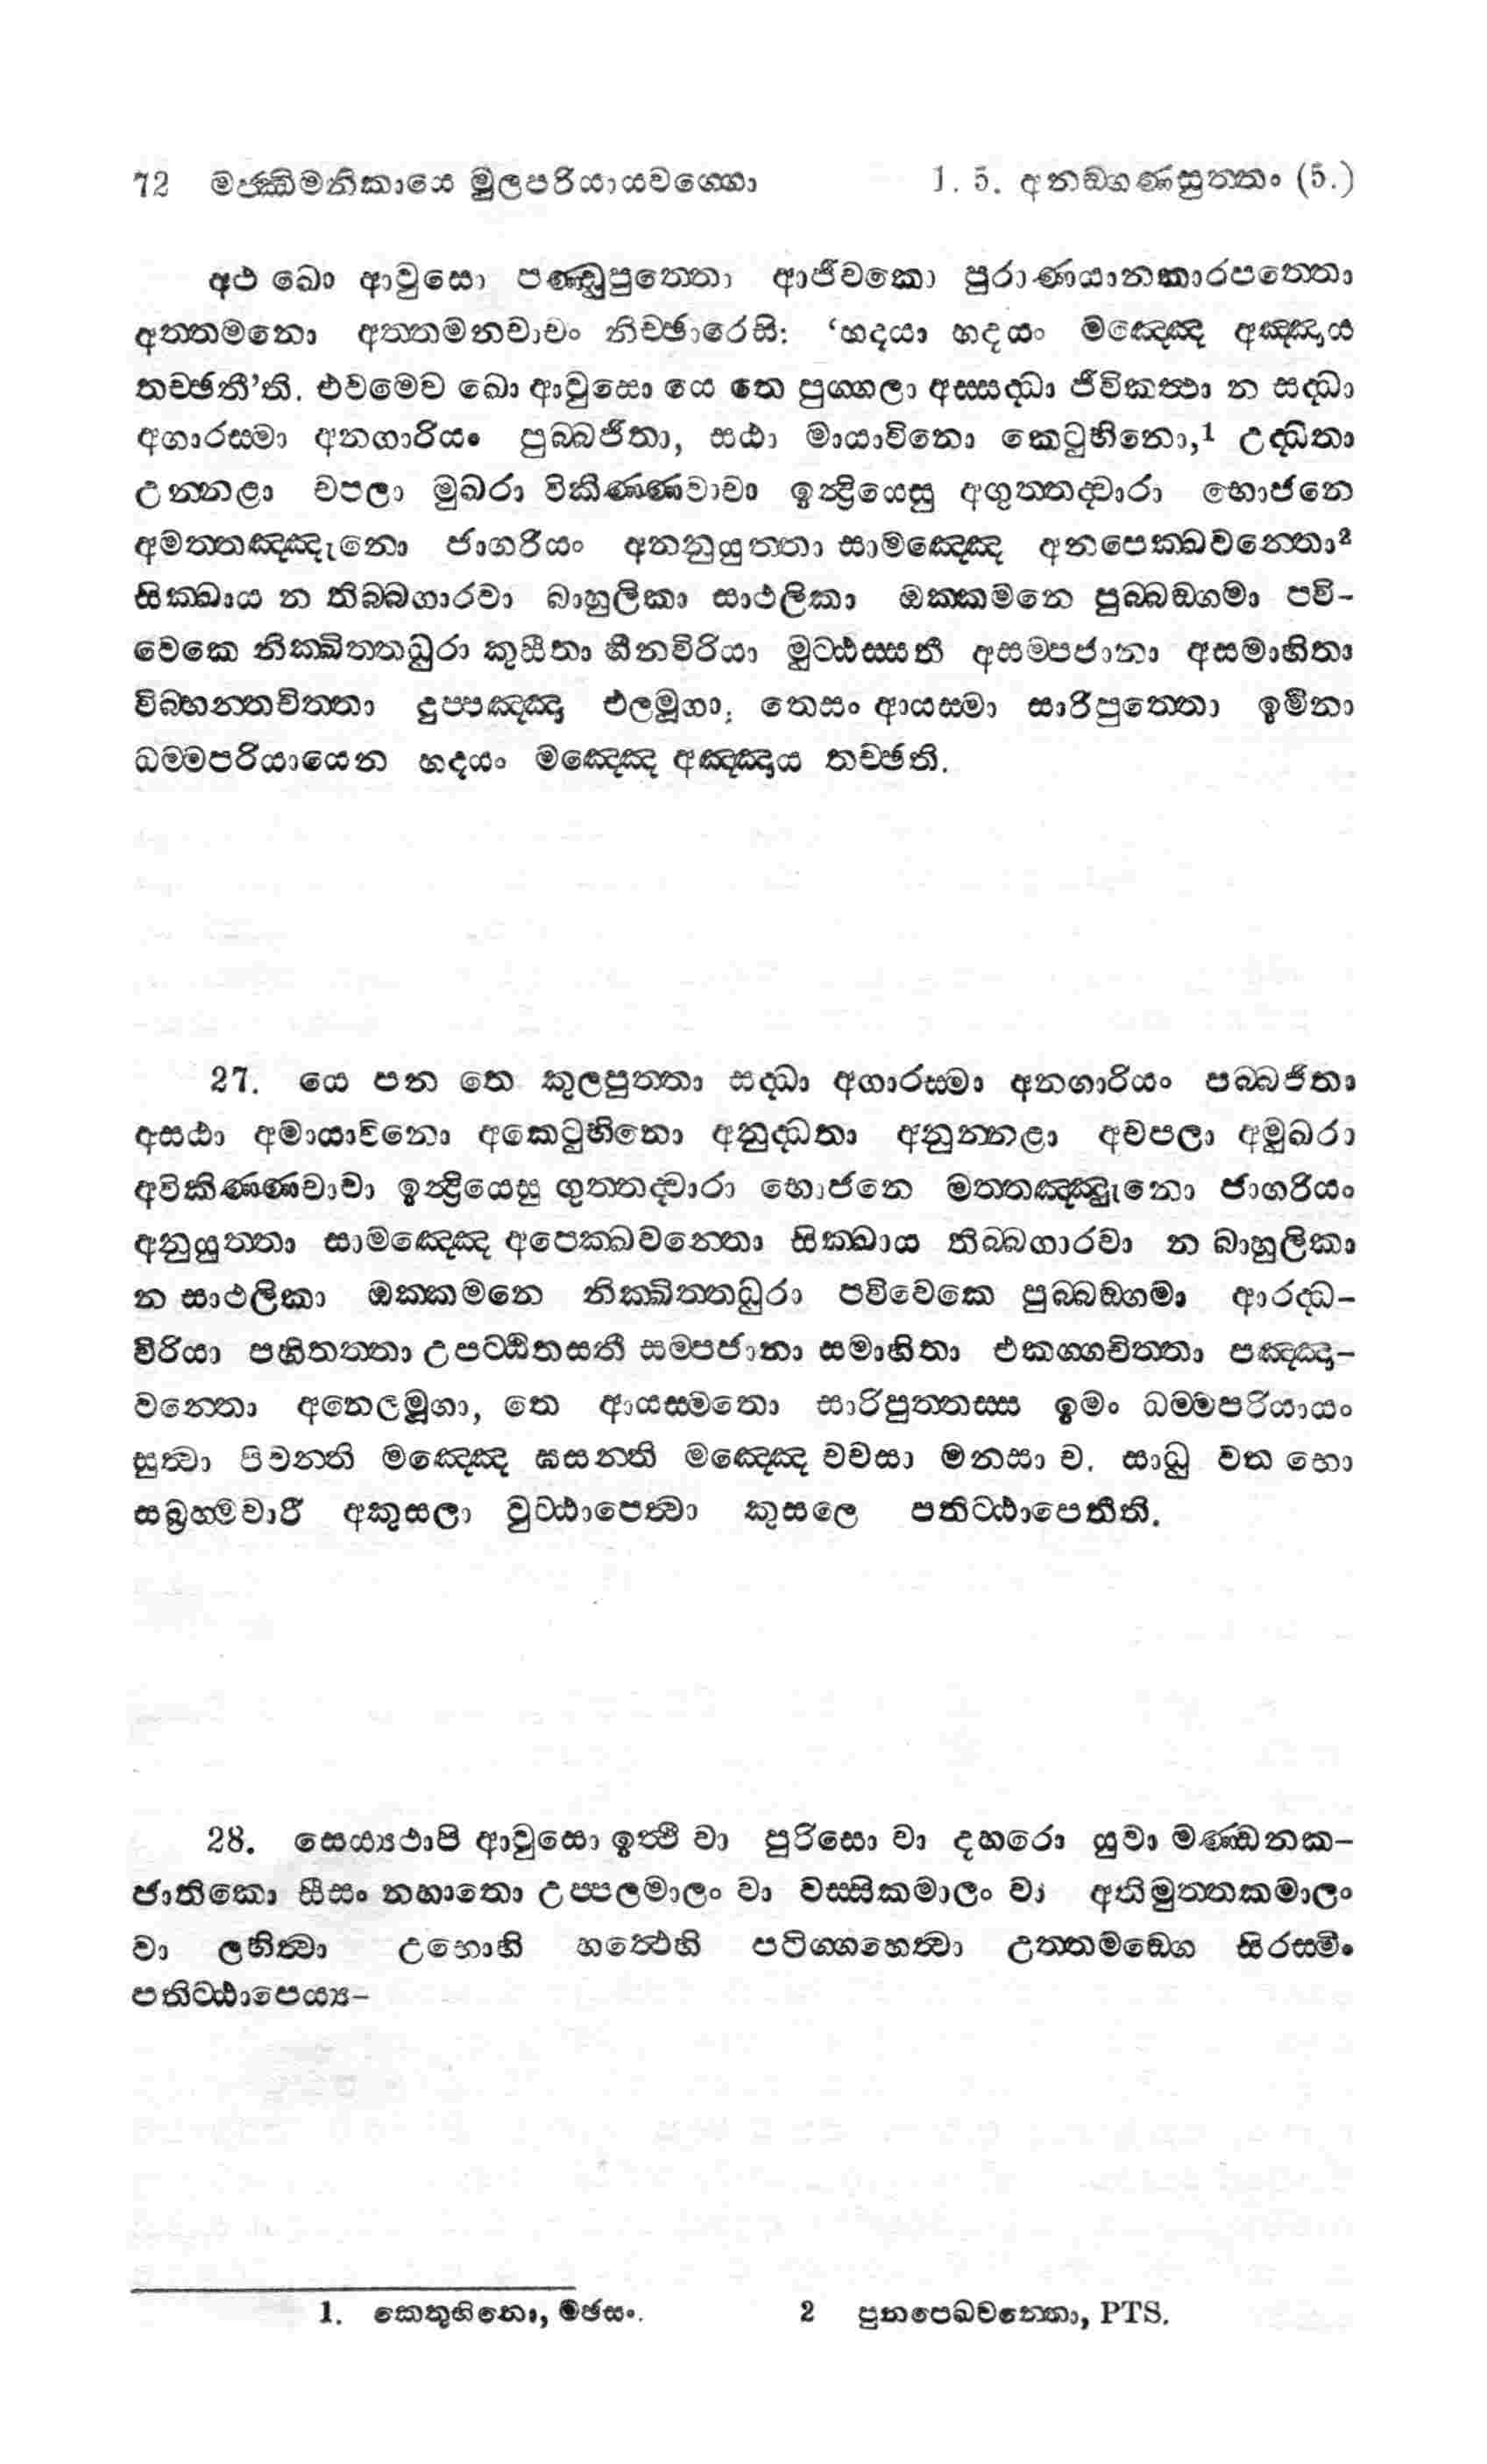 72 මජ්ඣිමනිකායෙ මූලපරියායවග්ගො 1. 5. අනඞ්ගණසුත්තං (5.)
අථ ඛො ආවුසො පණ්ඩුපුත්තො ආජීවකො පුරාණයානකාරපුත්තො
අත්තමනො අත්තමනවාචං නිච්ඡාරෙසි: ‘හදයා හදයං මඤ්ඤෙ අඤ්ඤාය
තච්ඡතී’ති. එවමෙව ඛො ආවුසො යෙ තෙ පුග්ගලා අස්සද්ධා ජීවිකත්ථා න සද්ධා
අගාරස්මා අනගාරියං පුබ්බජිතා, සඨා මායාවිනො කෙටුභිනො,1 උද්ධතා
උන්නළා චපලා මුඛරා විකිණ්ණවාචා ඉන්ද්‍රියෙසු අගුත්තද්වාරා භොජනෙ
අමත්තඤ්ඤුනො ජාගරියං අනනුයුත්තා සාමඤ්ඤෙ අනපෙක්ඛවන්තො2
සික්ඛාය න තිබ්බගාරවා බාහුලිකා සාථලිකා ඔක්කමනෙ පුබ්බඞ්ගමා පවි-
වෙකෙ නික්ඛිත්තධුරා කුසීතා හීනවිරියා මුට්ඨස්සතී අසම්පජානා අසමාහිතා
විබ්භන්තචිත්තා දුප්පඤ්ඤා එලමූගා, තෙසං ආයස්මා සාරිපුත්තො ඉමිනා
ධම්මපරියායෙන හදයං මඤ්ඤෙ අඤ්ඤාය තච්ඡති.
27. යෙ පන තෙ කුලපුත්තා සද්ධා අගාරස්මා අනගාරියං පබ්බජිතා
අසඨා අමායාවිනො අකෙටුභිනො අනුද්ධතා අනුන්නළා අචපලා අමුඛරා
අවිකිණ්ණවාචා ඉන්ද්‍රියෙසු ගුත්තද්වාරා භොජනෙ මත්තඤ්ඤුනො ජාගරියං
අනුයුත්තා සාමඤ්ඤෙ අපෙක්ඛවන්තො සික්ඛාය තිබ්බගාරවා න බාහුලිකා
න සාථලිකා ඔක්කමනෙ නික්ඛිත්තධුරා පවිවෙකෙ පුබ්බඞ්ගමා ආරද්ධ-
විරියා පහිතත්තා උපට්ඨිතසතී සම්පජානා සමාහිතා එකග්ගචිත්තා පඤ්ඤා-
වන්තො අනෙලමූගා, තෙ ආයස්මතො සාරිපුත්තස්ස ඉමං ධම්මපරියායං
සුත්වා පිවන්ති මඤ්ඤෙ ඝසන්ති මඤ්ඤෙ වචසා මනසා ච. සාධු වත භො
සබ්‍රහ්මචාරී අකුසලා වුට්ඨාපෙත්වා කුසලෙ පතිට්ඨාපෙතීති.
28. සෙය්‍යථාපි ආවුසො ඉත්ථි වා පුරිසො වා දහරො යුවා මණ්ඩනක-
ජාතිකො සීසං නහාතො උප්පලමාලං වා වස්සිකමාලං වා අතිමුත්තකමාලං
වා ලභිත්වා උභොහි හත්ථෙහි පටිග්ගහෙත්වා උත්තමඞ්ගෙ සිරස්මිං
පතිට්ඨාපෙය්‍ය-
1. කෙතුභිනො, මඡසං. 2 පුනපෙඛවන්තො, PTS.